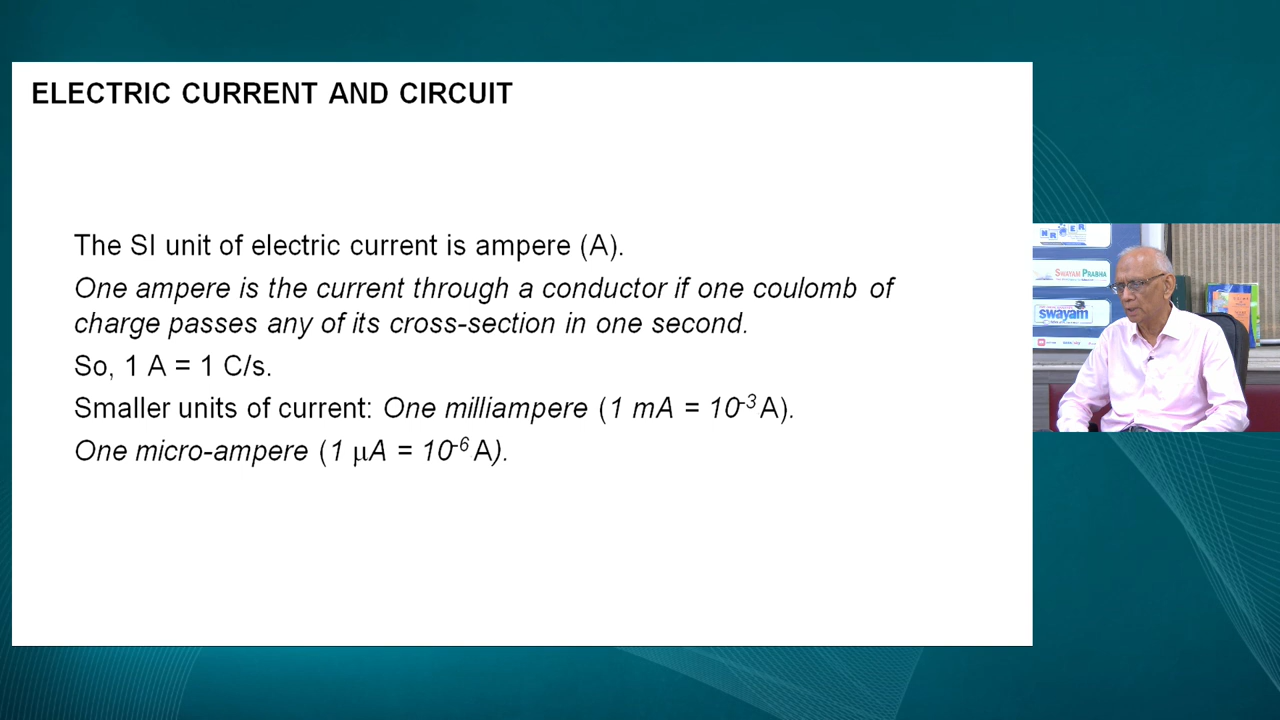 ELECTRIC CURRENT AND CIRCUIT
The SI unit of electric current is ampere (A).
One ampere is the current through a conductor if one coulomb of
charge passes any of its cross-section in one second.
So, 1 A = 1 C/s.
Smaller units of current: One milliampere (1 mA = 10⁻³ A).
One micro-ampere (1 μA = 10⁻⁶ A).
SWAYAM PRABHA
swayam